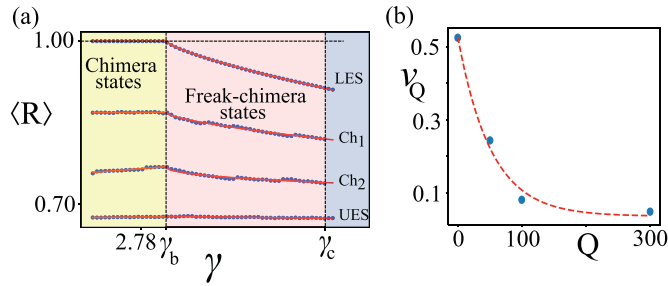 (a)
1.00
Chimera
states
LES
Freak-chimera
states
⟨R⟩
Ch1
Ch2
0.70
UES
2.78
γb
γc
γ
(b)
0.5
νQ
0.3
0.1
0
100
300
Q